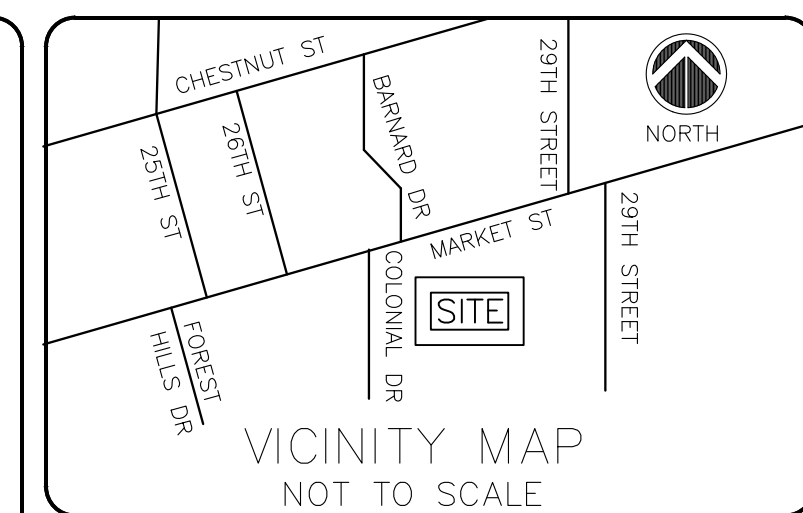 CHESTNUT ST
29TH STREET
NORTH
BARNARD DR
26TH ST
25TH ST
MARKET ST
29TH STREET
COLONIAL DR
SITE
FOREST
HILLS DR
VICINITY MAP
NOT TO SCALE